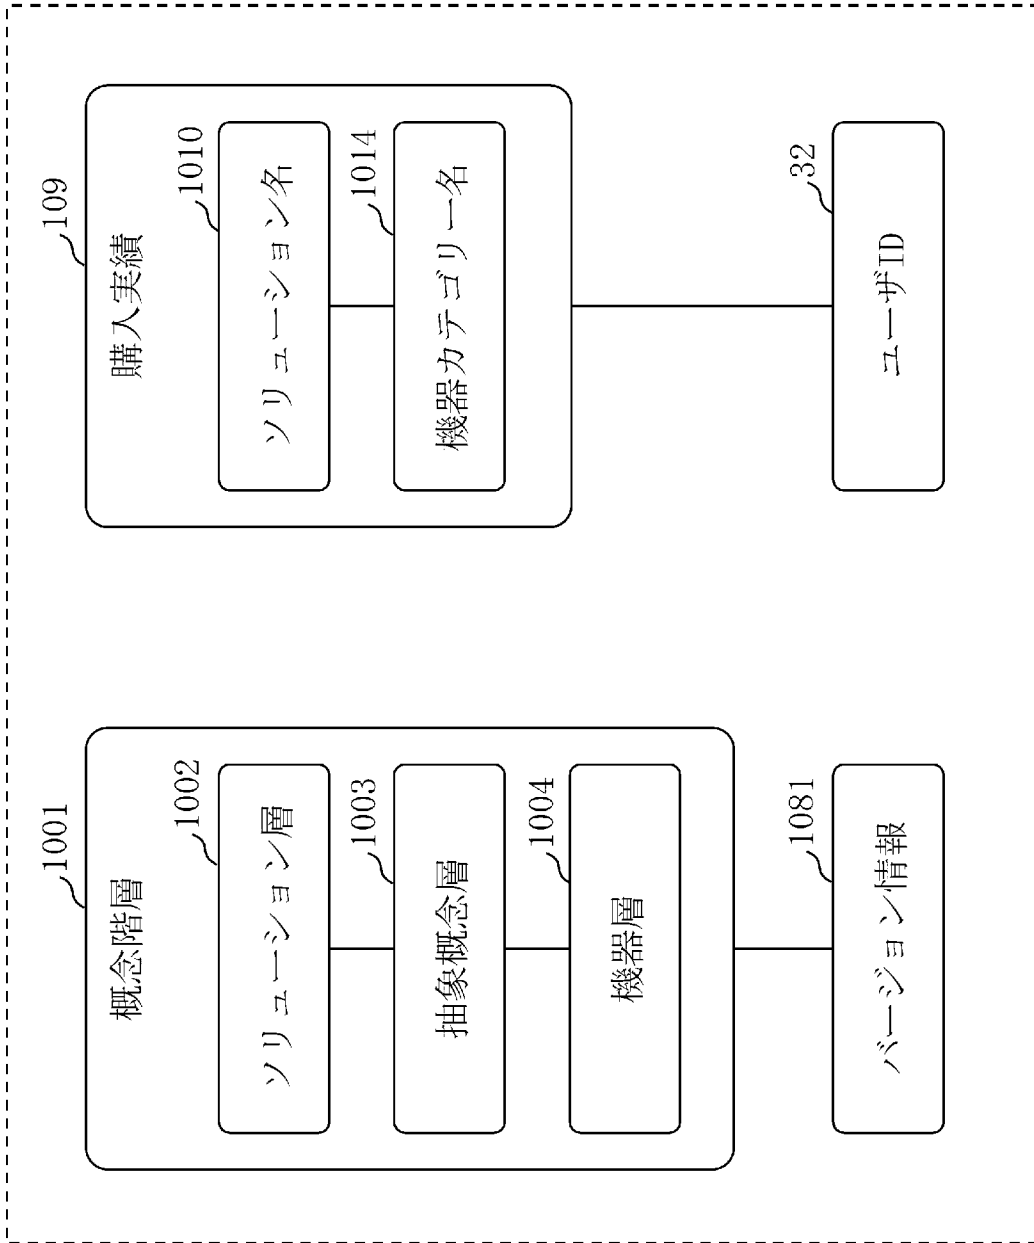 概念階層
1001
ソリューション層
1002
抽象概念層
1003
機器層
1004
バージョン情報
1081
購入実績
109
ソリューション名
1010
機器カテゴリー名
1014
ユーザID
32